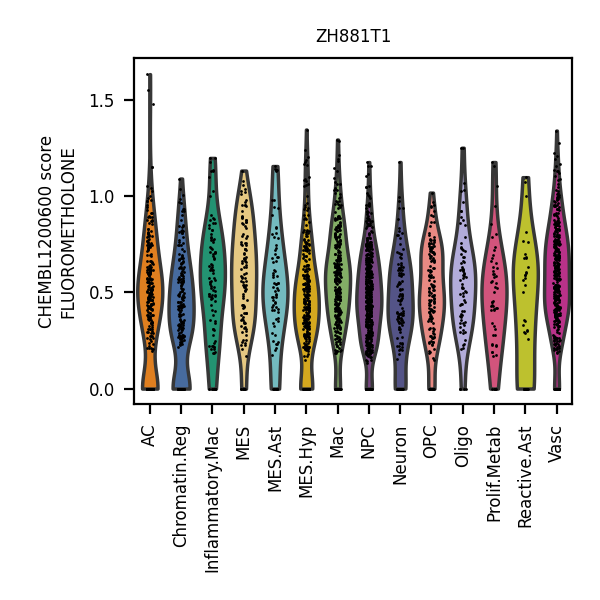 ZH881T1
CHEMBL1200600 score
FLUOROMETHOLONE
1.5
1.0
0.5
0.0
AC
Chromatin.Reg
Inflammatory.Mac
MES
MES.Ast
MES.Hyp
Mac
NPC
Neuron
OPC
Oligo
Prolif.Metab
Reactive.Ast
Vasc